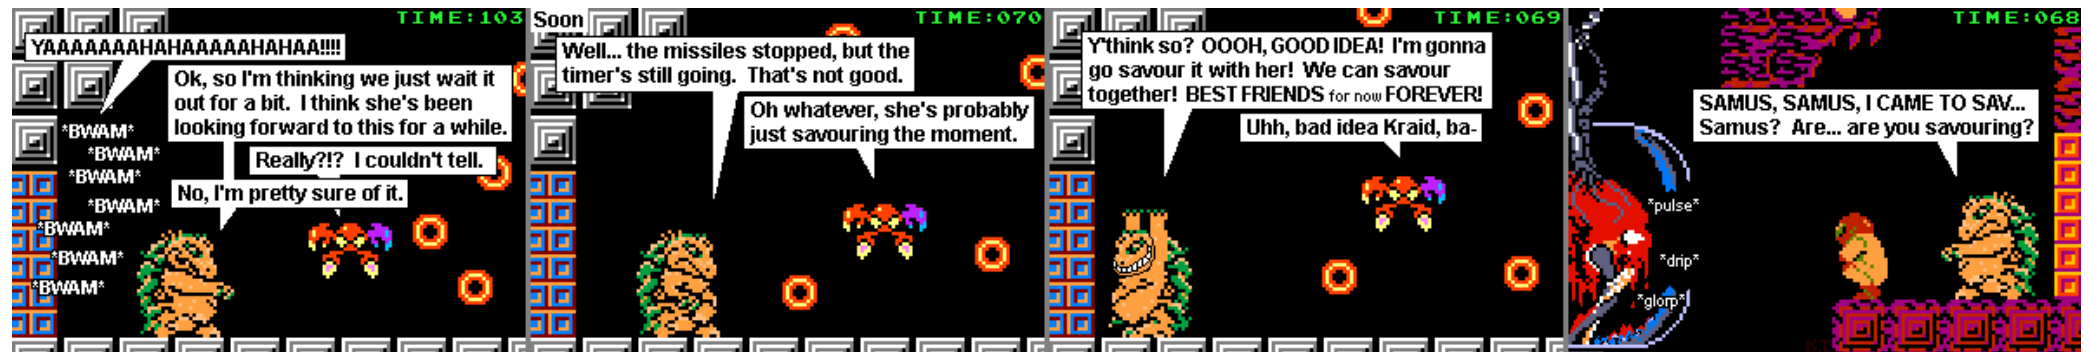 TIME:103
YAAAAAAAHAHAAAAAHAHAA!!!!
Ok, so I'm thinking we just wait it
out for a bit. I think she's been
looking forward to this for a while.
*BWAM*
*BWAM*
Really?!? I couldn't tell.
*BWAM*
No, I'm pretty sure of it.
*BWAM*
*BWAM*
*BWAM*
*BWAM*
Soon
TIME:070
Well... the missiles stopped, but the
timer's still going. That's not good.
Oh whatever, she's probably
just savouring the moment.
TIME:069
Y'think so? OOOH, GOOD IDEA! I'm gonna
go savour it with her! We can savour
together! BEST FRIENDS for now FOREVER!
Uhh, bad idea Kraid, ba-
TIME:068
SAMUS, SAMUS, I CAME TO SAV...
Samus? Are... are you savouring?
*pulse*
*drip*
*glorp*